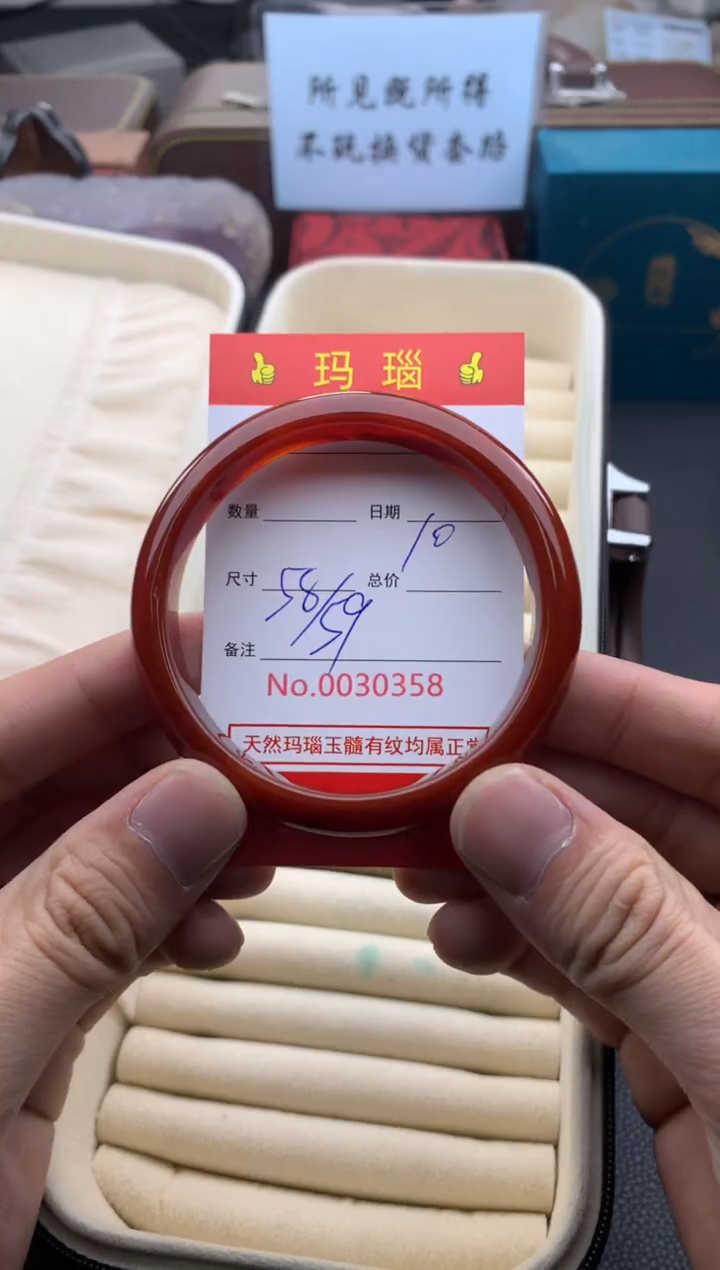 所见既所得
不玩换货套路
玛瑙
数量 日期
10
尺寸 58/59 总价
备注
No.0030358
天然玛瑙玉髓有纹均属正常